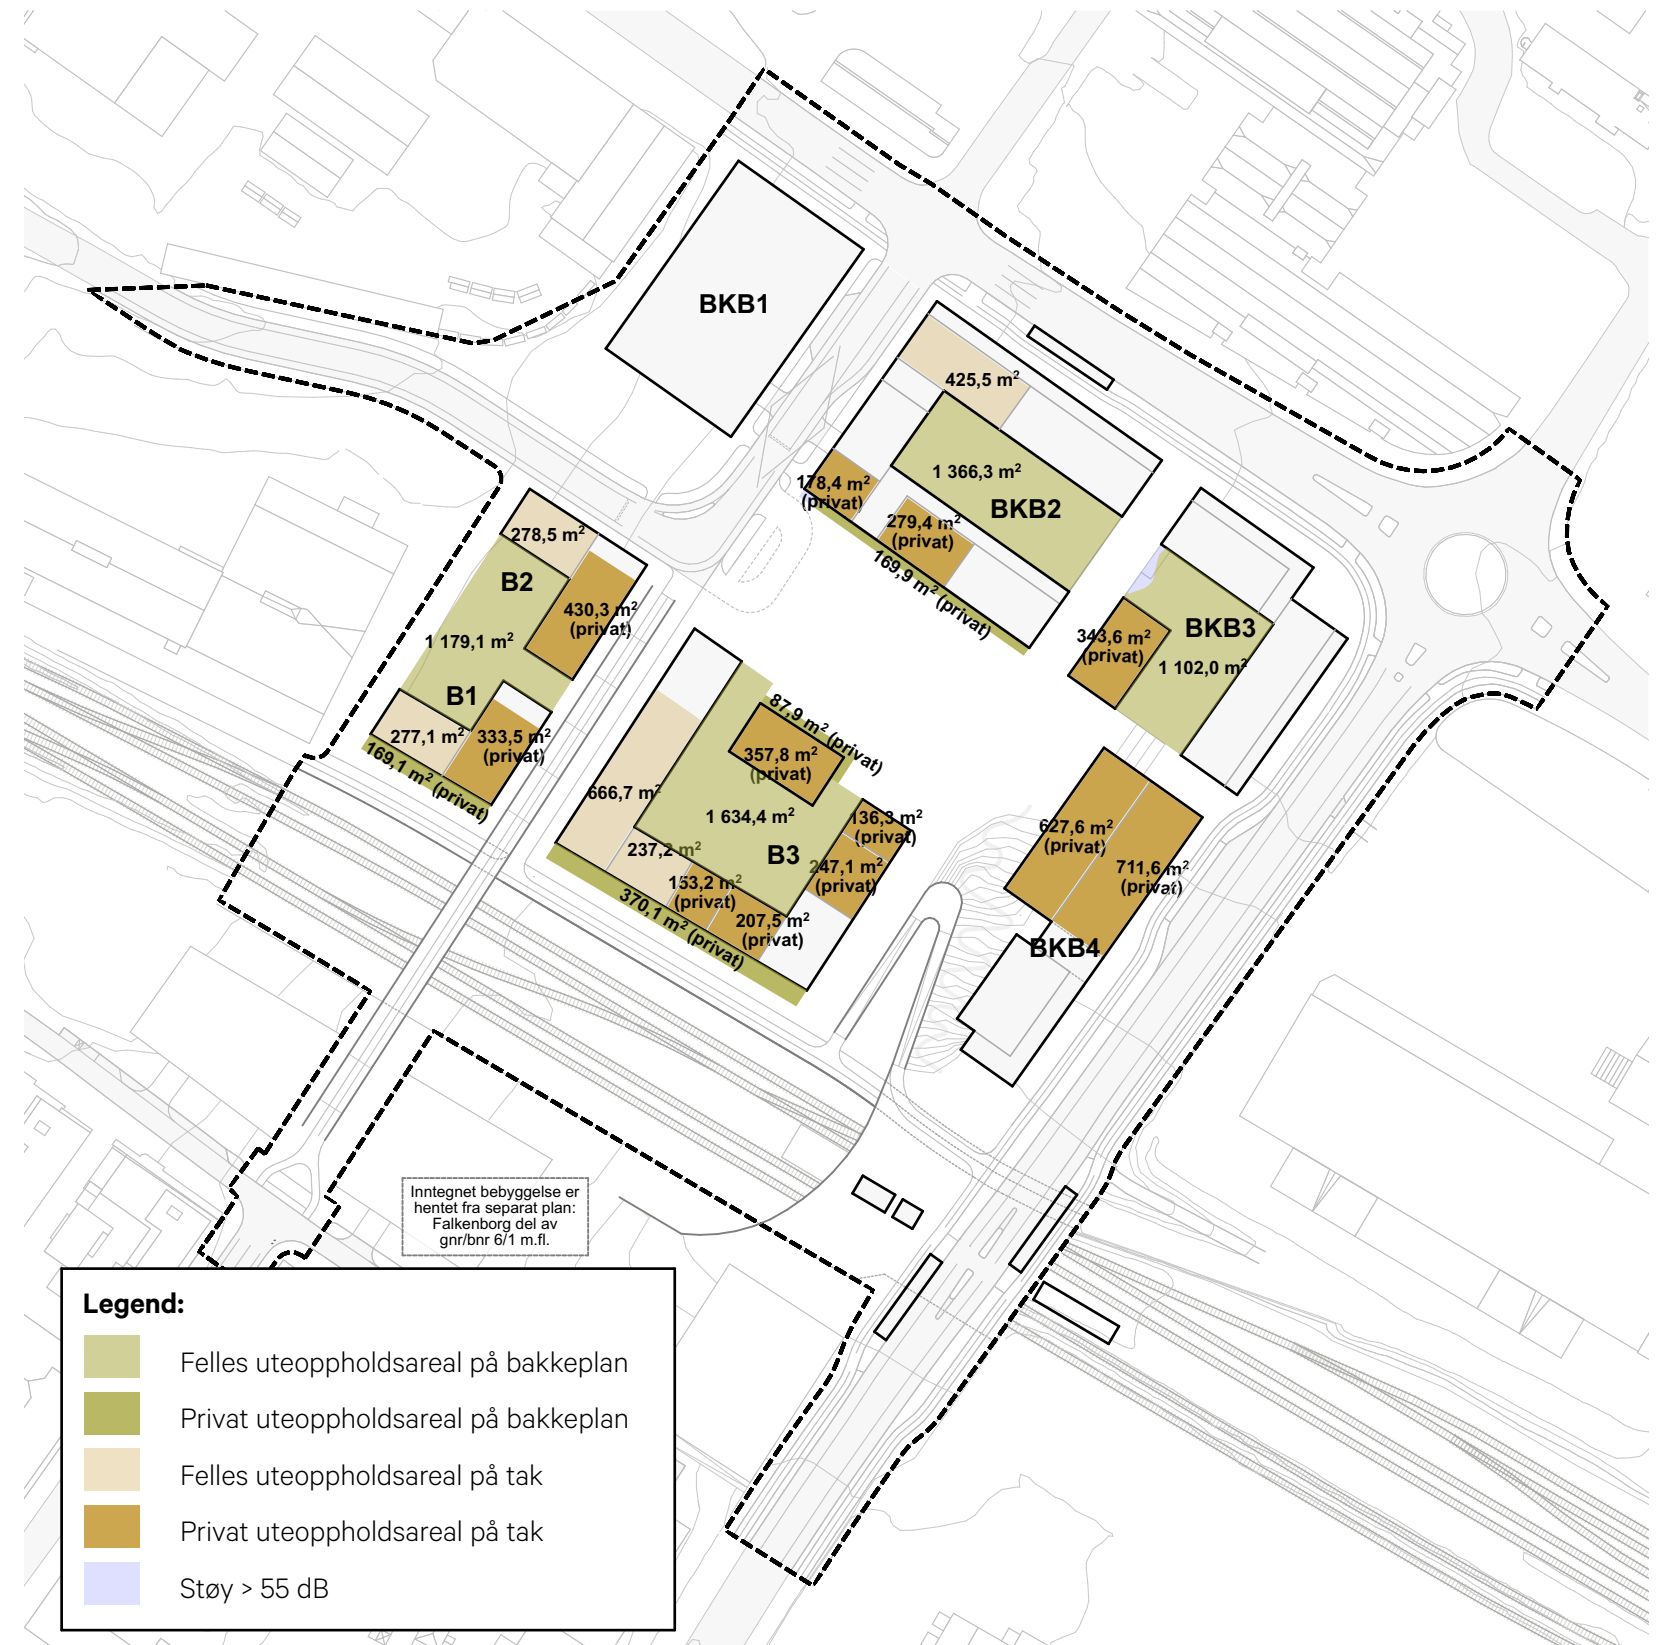 BKB1
425,5 m²
1 366,3 m²
BKB2
178,4 m²
(privat)
279,4 m²
(privat)
169,9 m² (privat)
278,5 m²
B2
430,3 m²
(privat)
1 179,1 m²
B1
277,1 m²
333,5 m²
(privat)
169,1 m² (privat)
BKB3
343,6 m²
(privat)
1 102,0 m²
87,9 m² (privat)
357,8 m²
(privat)
666,7 m²
1 634,4 m²
B3
136,3 m²
(privat)
237,2 m²
247,1 m²
(privat)
153,2 m²
(privat)
207,5 m²
(privat)
370,1 m² (privat)
627,6 m²
(privat)
711,6 m²
(privat)
BKB4
Inntegnet bebyggelse er
hentet fra separat plan:
Falkenborg del av
gnr/bnr 6/1 m.fl.
Legend:
Felles uteoppholdsareal på bakkeplan
Privat uteoppholdsareal på bakkeplan
Felles uteoppholdsareal på tak
Privat uteoppholdsareal på tak
Støy > 55 dB